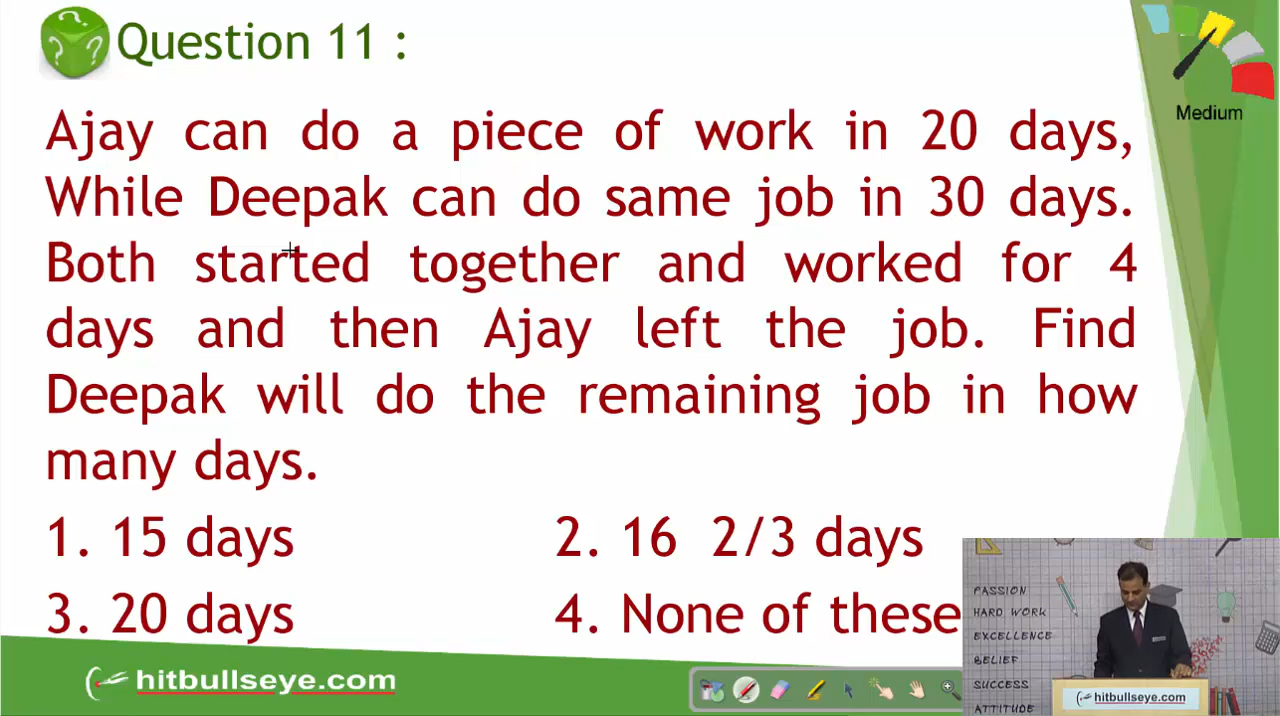 Question 11 :
Medium
Ajay can do a piece of work in 20 days,
While Deepak can do same job in 30 days.
Both started together and worked for 4
days and then Ajay left the job. Find
Deepak will do the remaining job in how
many days.
1. 15 days
2. 16 2/3 days
3. 20 days
4. None of these
PASSION
HARD WORK
EXCELLENCE
BELIEF
SUCCESS
ATTITUDE
hitbullseye.com
hitbullseye.com